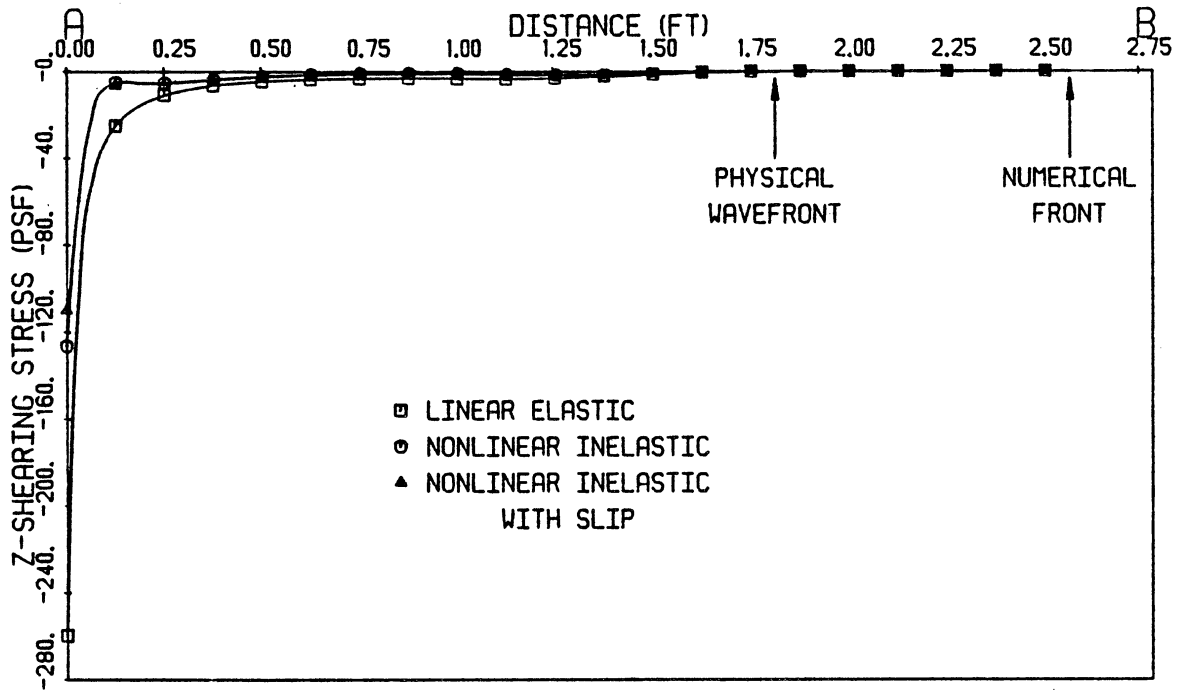 A B
DISTANCE (FT)
0.00 0.25 0.50 0.75 1.00 1.25 1.50 1.75 2.00 2.25 2.50 2.75
-0.
-40.
-80.
-120.
-160.
-200.
-240.
-280.
Z-SHEARING STRESS (PSF)
PHYSICAL
WAVEFRONT
NUMERICAL
FRONT
LINEAR ELASTIC
NONLINEAR INELASTIC
NONLINEAR INELASTIC
WITH SLIP